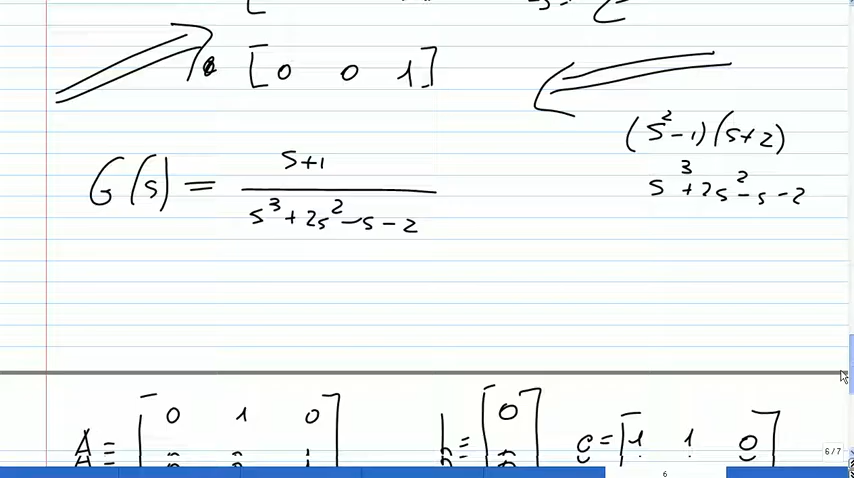 [0 0 1]
(s²-1)(s+2)
s³+2s²-s-2
G(s) = s+1
s³+2s²-s-2
0 1 0
A = b = 0 c = 1 1 0
6 / 7
6